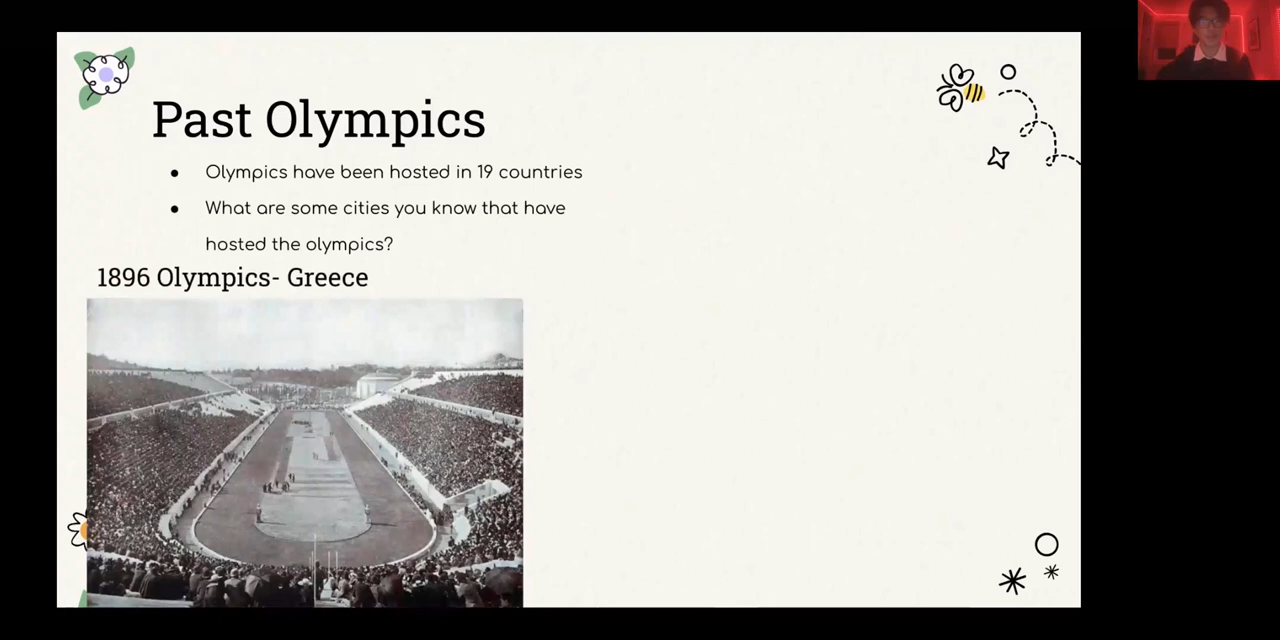 Past Olympics
● Olympics have been hosted in 19 countries
● What are some cities you know that have
hosted the olympics?
1896 Olympics- Greece